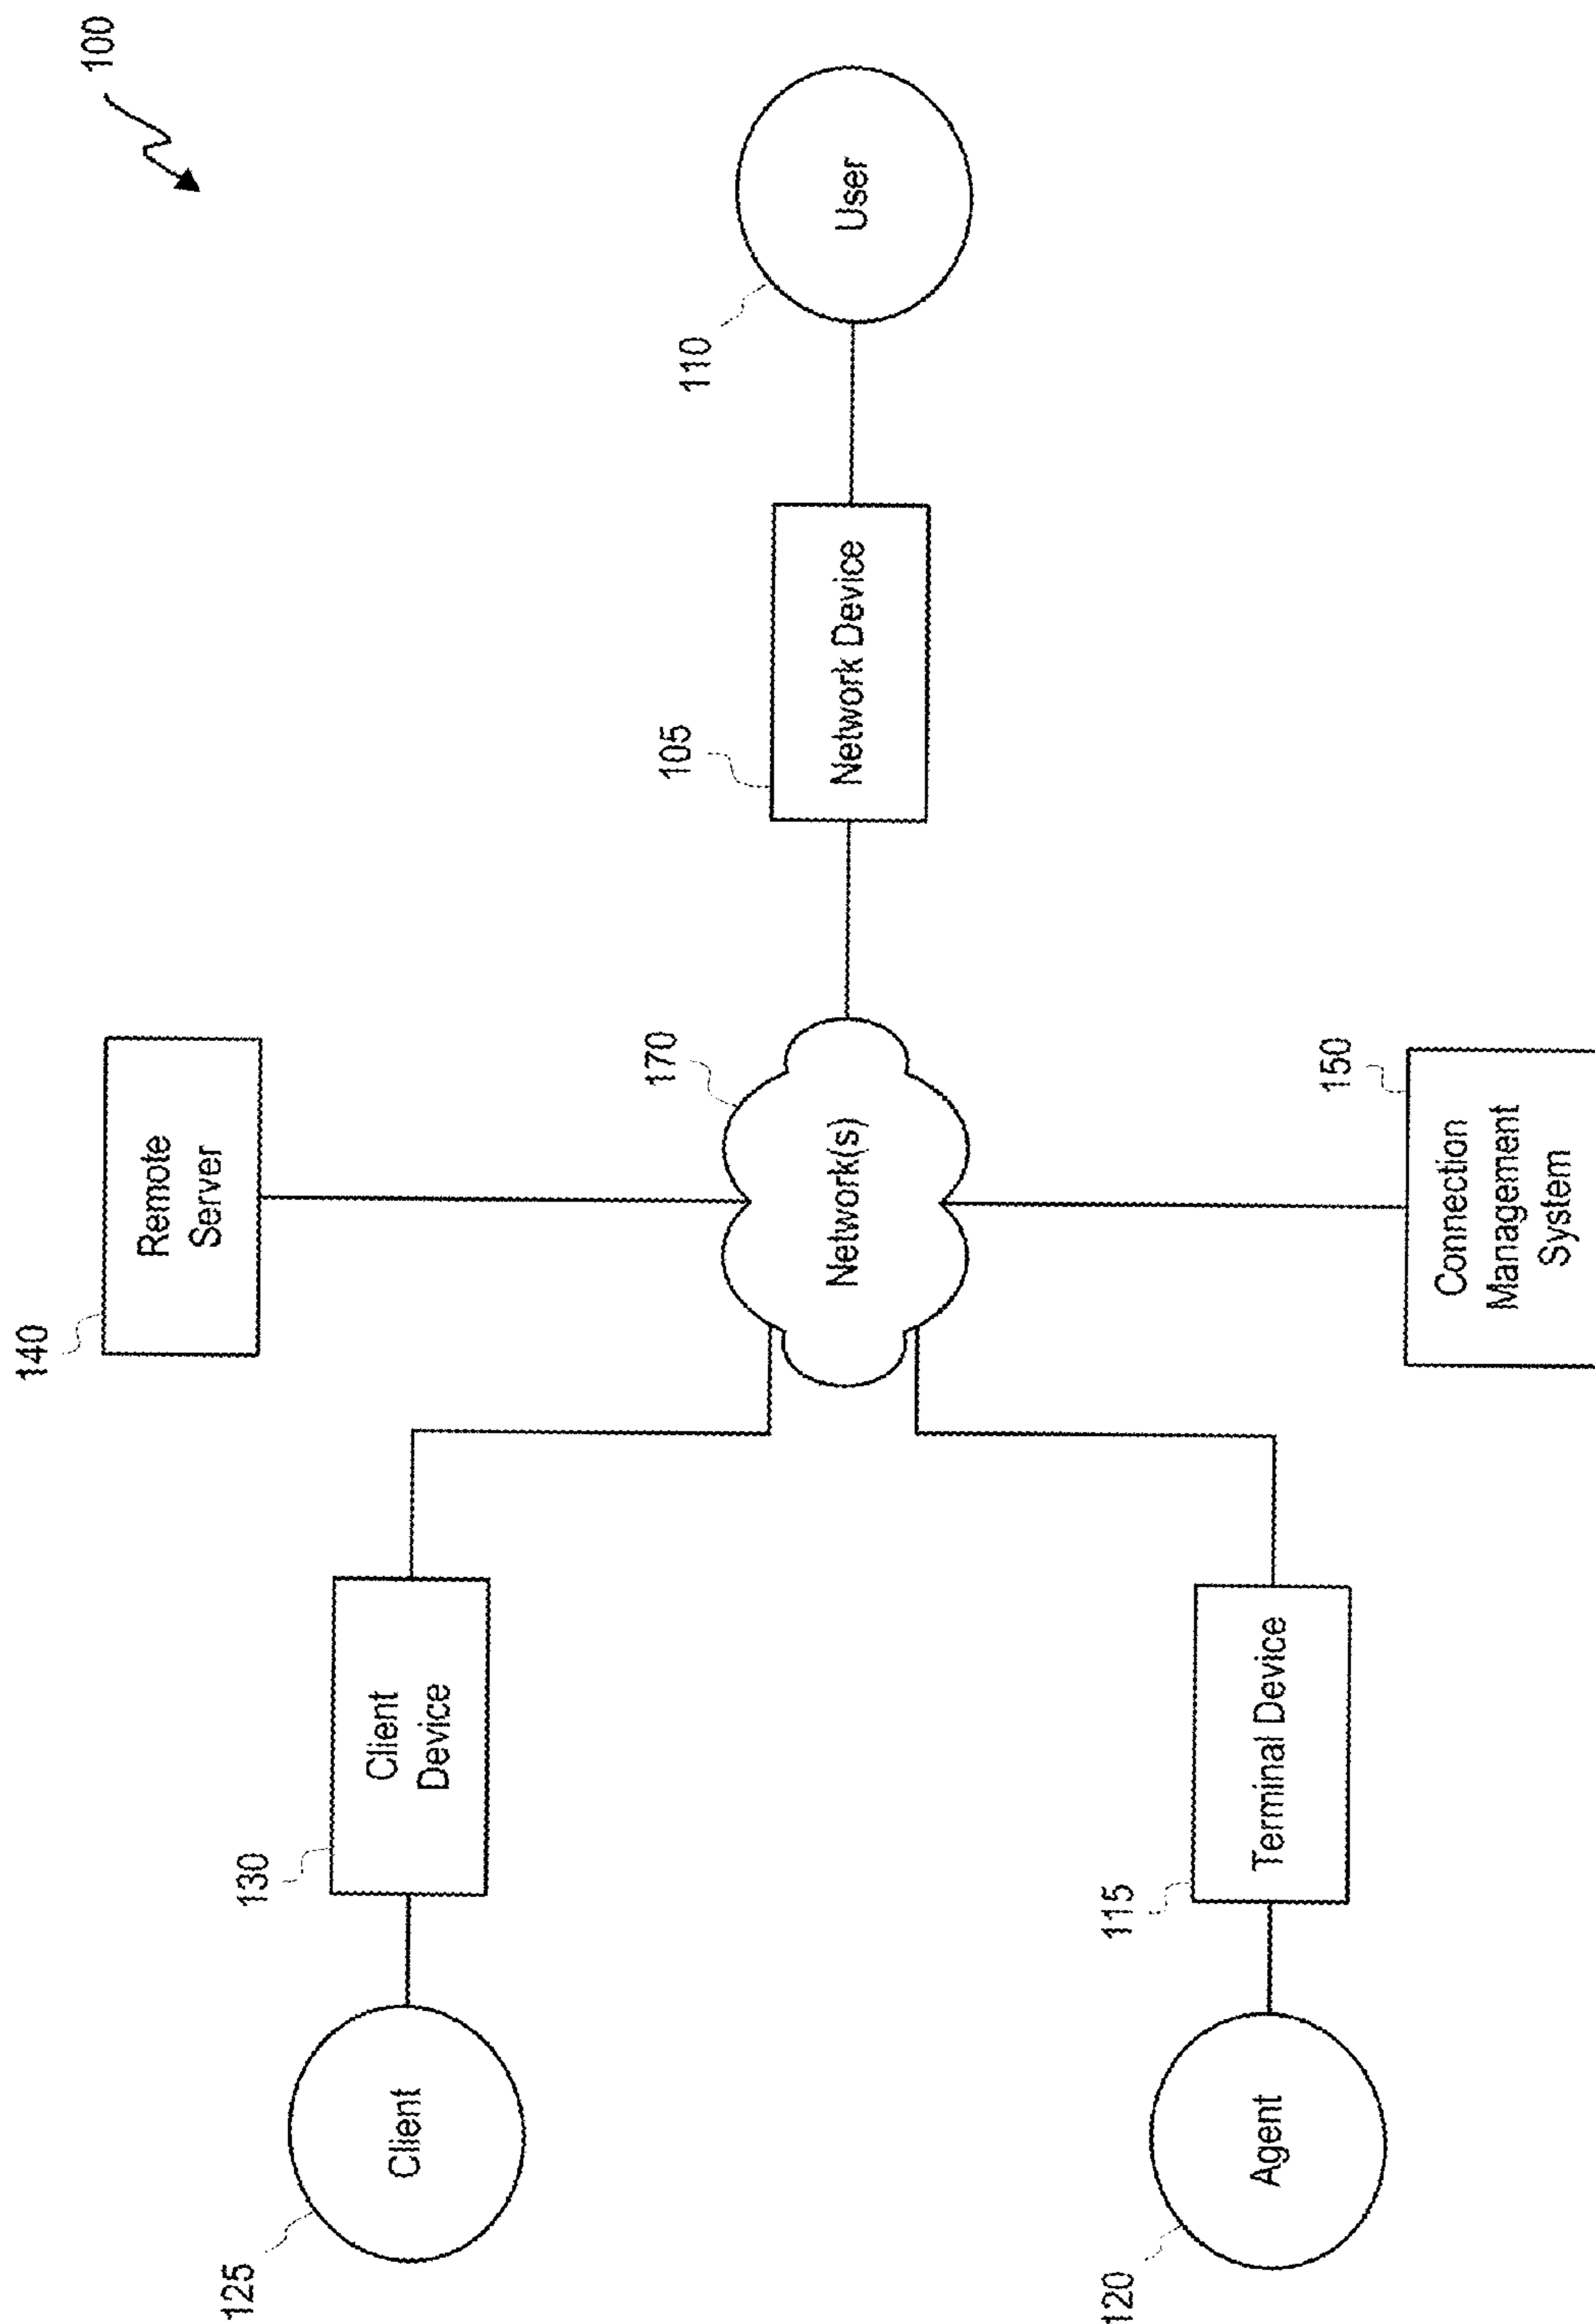 100
140
Remote
Server
125
Client
130
Client
Device
170
Network(s)
105
Network Device
110
User
120
Agent
115
Terminal Device
150
Connection
Management
System